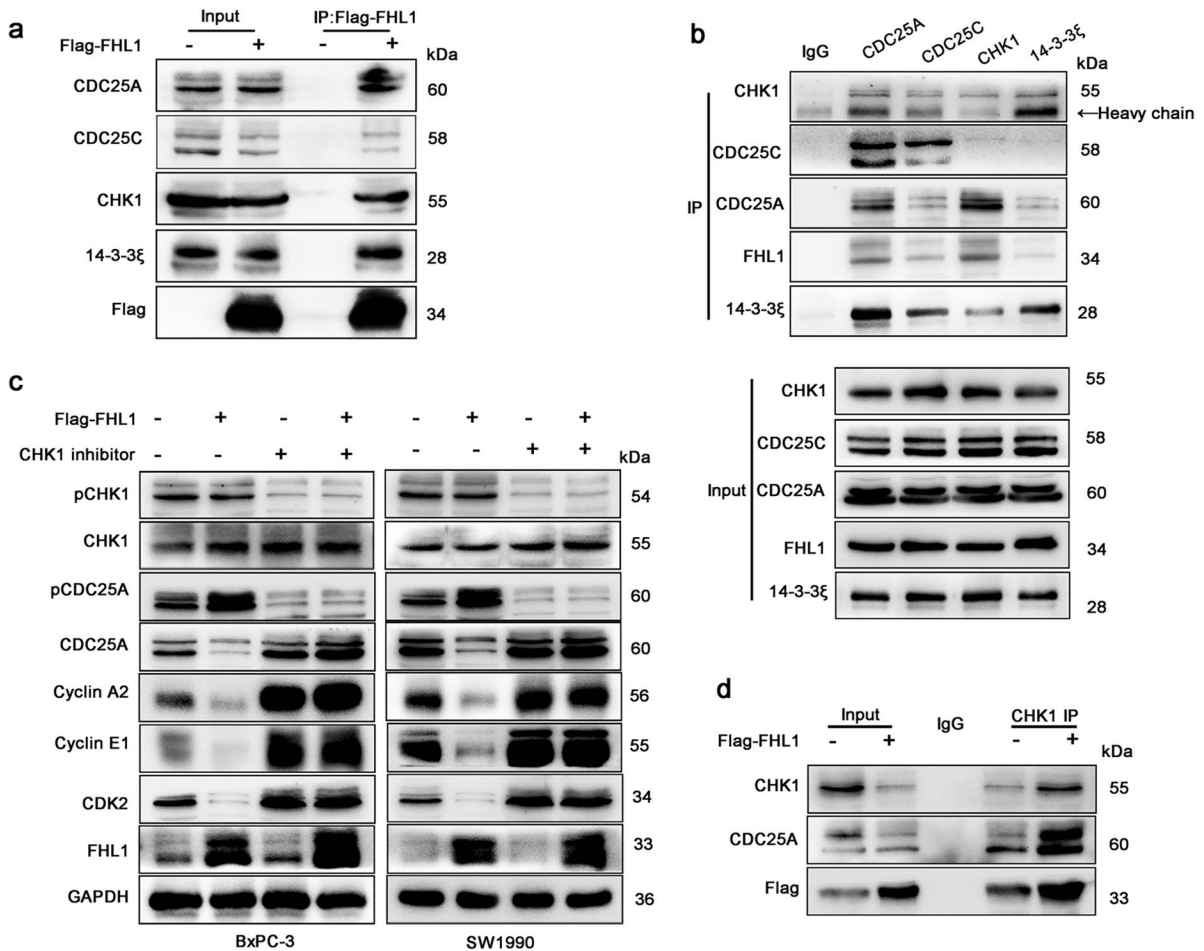 a
Input IP:Flag-FHL1
Flag-FHL1 - + - + kDa
CDC25A 60
CDC25C 58
CHK1 55
14-3-3ξ 28
Flag 34
b
IgG CDC25A CDC25C CHK1 14-3-3ξ kDa
IP
CHK1 55
←Heavy chain
CDC25C 58
CDC25A 60
FHL1 34
14-3-3ξ 28
Input
CHK1 55
CDC25C 58
CDC25A 60
FHL1 34
14-3-3ξ 28
c
Flag-FHL1 - + - + - + - +
CHK1 inhibitor - - + + - - + + kDa
pCHK1 54
CHK1 55
pCDC25A 60
CDC25A 60
Cyclin A2 56
Cyclin E1 55
CDK2 34
FHL1 33
GAPDH 36
BxPC-3 SW1990
d
Input IgG CHK1 IP
Flag-FHL1 - + - + kDa
CHK1 55
CDC25A 60
Flag 33